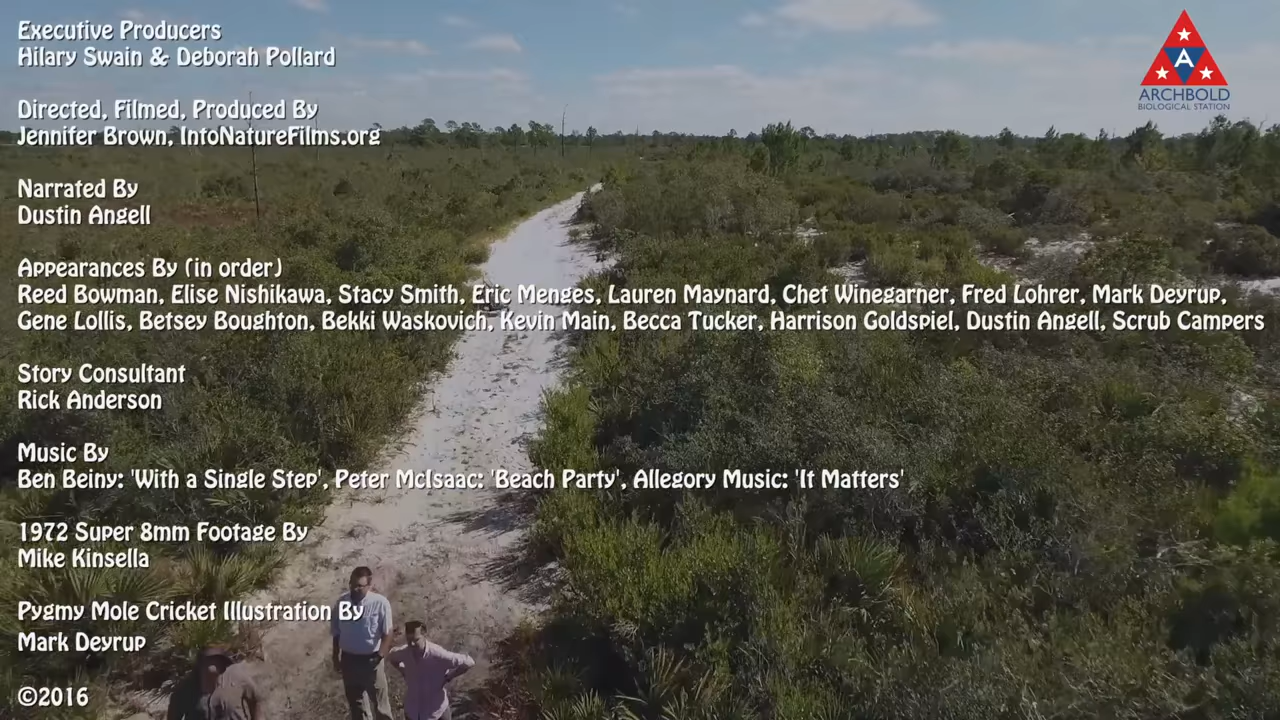 Executive Producers
Hilary Swain & Deborah Pollard
ARCHBOLD
BIOLOGICAL STATION
A
Directed, Filmed, Produced By
Jennifer Brown, IntoNatureFilms.org
Narrated By
Dustin Angell
Appearances By (in order)
Reed Bowman, Elise Nishikawa, Stacy Smith, Eric Menges, Lauren Maynard, Chet Winegarner, Fred Lohrer, Mark Deyrup,
Gene Lollis, Betsey Boughton, Bekki Waskovich, Kevin Main, Becca Tucker, Harrison Goldspiel, Dustin Angell, Scrub Campers
Story Consultant
Rick Anderson
Music By
Ben Beiny: 'With a Single Step', Peter McIsaac: 'Beach Party', Allegory Music: 'It Matters'
1972 Super 8mm Footage By
Mike Kinsella
Pygmy Mole Cricket Illustration By
Mark Deyrup
©2016